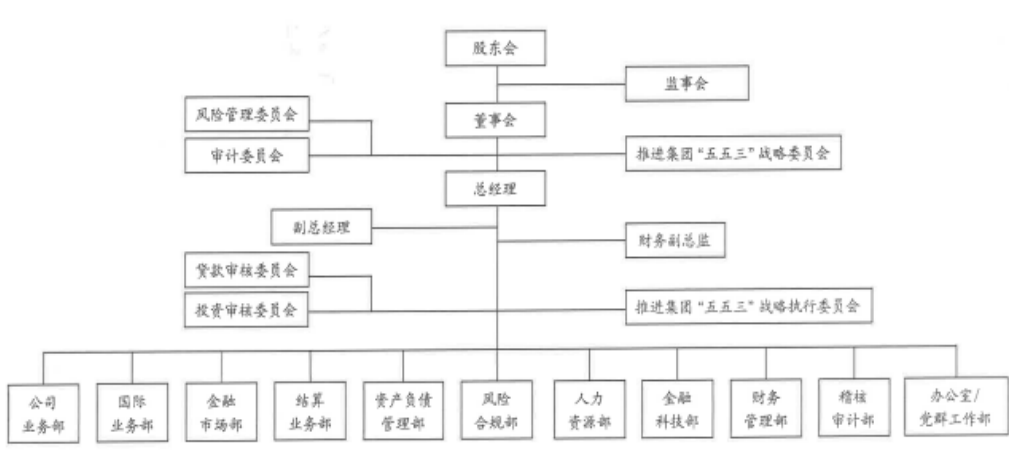 股东会
监事会
风险管理委员会
董事会
审计委员会
推进集团“五五三”战略委员会
总经理
副总经理
财务副总监
贷款审核委员会
投资审核委员会
推进集团“五五三”战略执行委员会
公司
业务部
国际
业务部
金融
市场部
结算
业务部
资产负债
管理部
风险
合规部
人力
资源部
金融
科技部
财务
管理部
稽核
审计部
办公室/
党群工作部